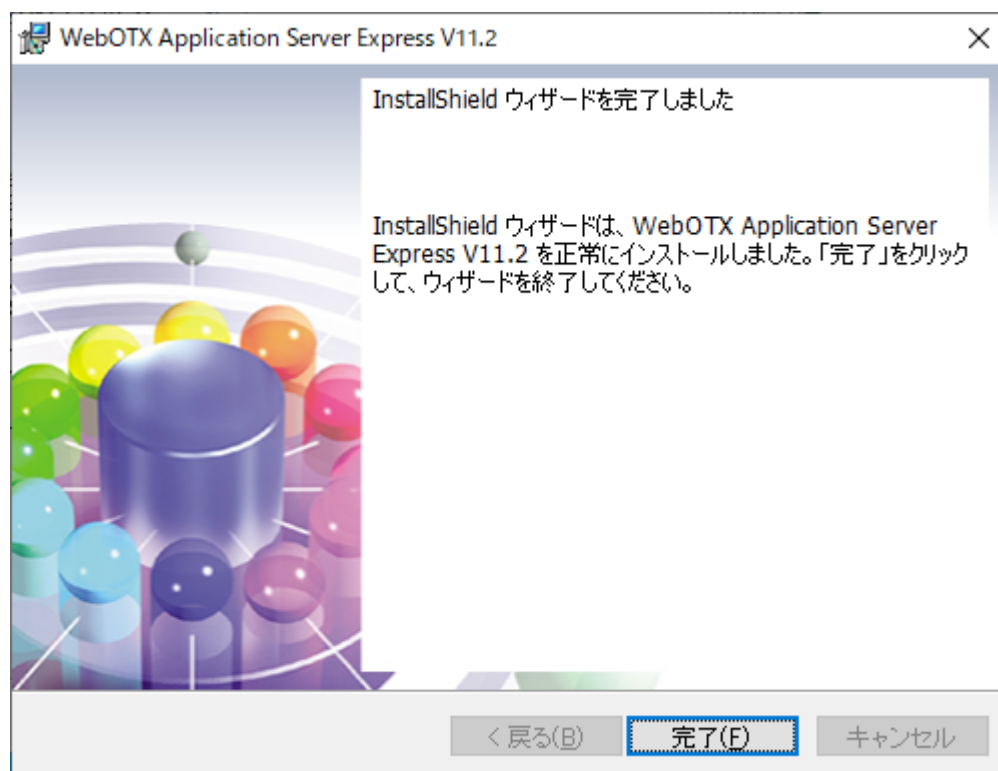 WebOTX Application Server Express V11.2
InstallShield ウィザードを完了しました
InstallShield ウィザードは、WebOTX Application Server
Express V11.2 を正常にインストールしました。「完了」をクリック
して、ウィザードを終了してください。
< 戻る(B)
完了(F)
キャンセル